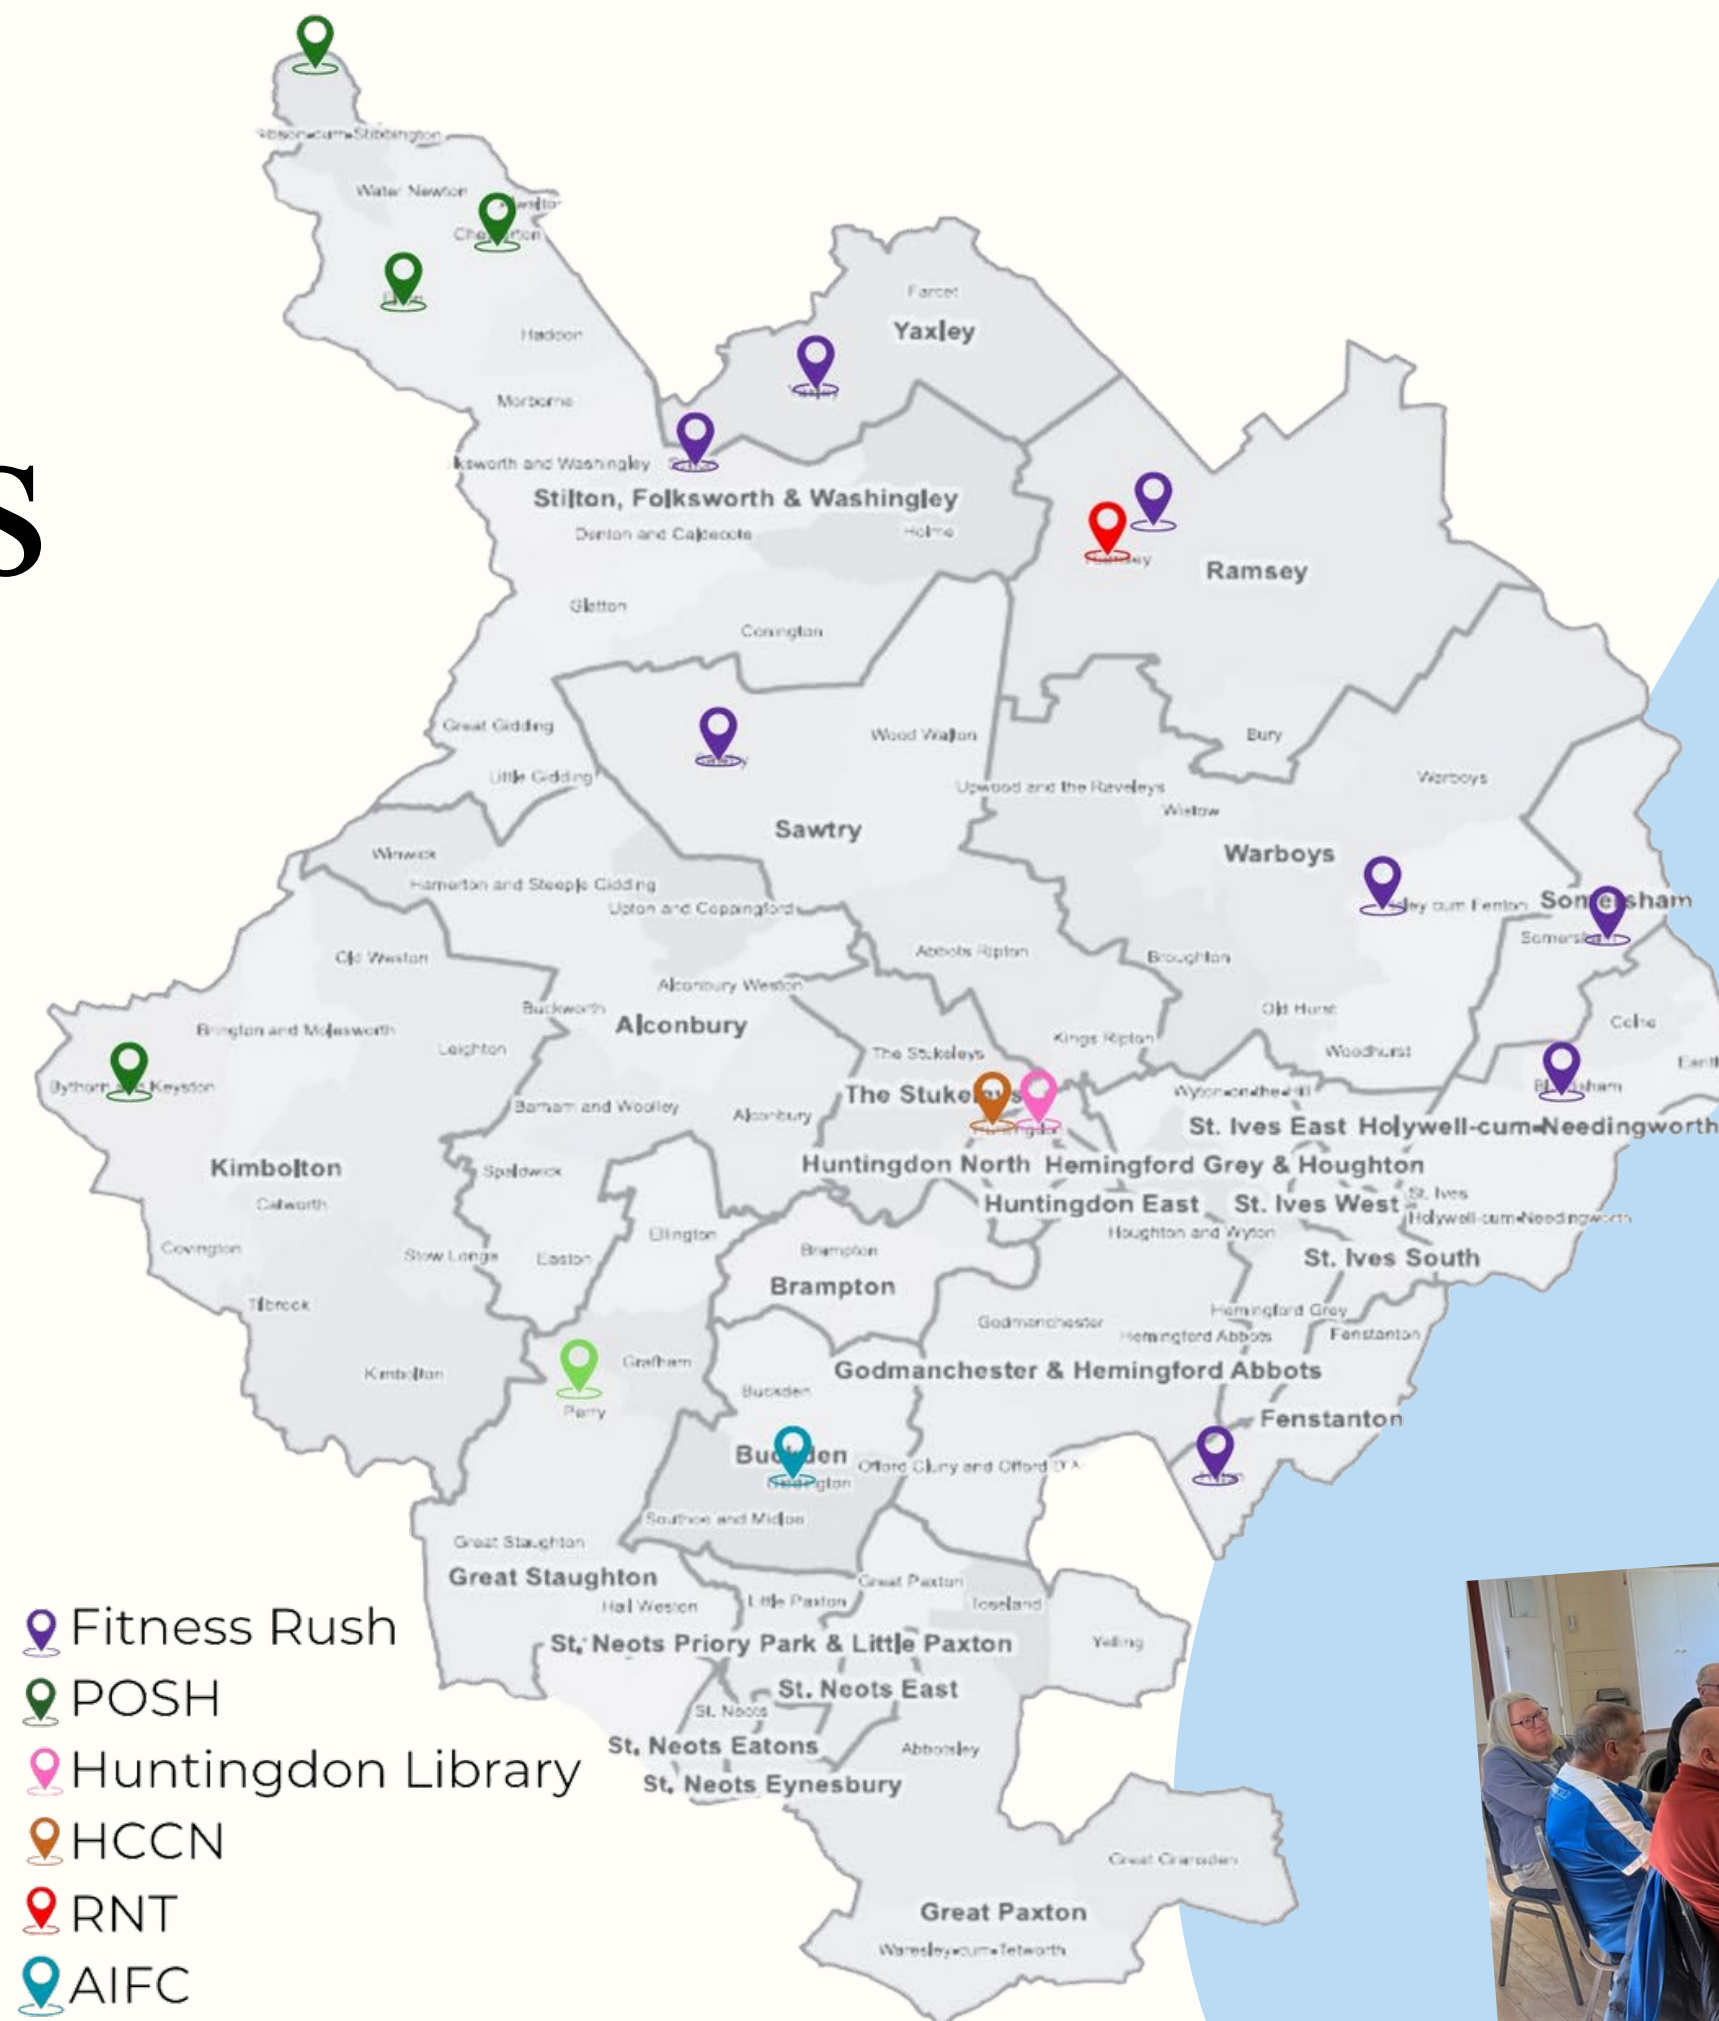 Water Newton
Haddon
Farcet
Yaxley
Morborne
Stilton, Folksworth & Washingley
Denton and Caldecote
Holme
Ramsey
Glatton
Conington
Great Gidding
Wood Walton
Bury
Little Gidding
Upwood and the Raveleys
Warboys
Wistow
Sawtry
Warboys
Winwick
Hamerton and Steeple Gidding
Upton and Coppingford
Old Weston
Abbots Ripton
Broughton
Alconbury Weston
Buckworth
Old Hurst
Alconbury
Colne
Brington and Molesworth
Leighton
The Stukeleys
Kings Ripton
Woodhurst
Wyton-on-the-Hill
Barham and Woolley
Alconbury
St. Ives East
Holywell-cum-Needingworth
Kimbolton
Spaldwick
Huntingdon North
Hemingford Grey & Houghton
Catworth
Huntingdon East
St. Ives West
St. Ives
Holywell-cum-Needingworth
Covington
Stow Longa
Easton
Ellington
Brampton
Houghton and Wyton
St. Ives South
Brampton
Tilbrook
Godmanchester
Hemingford Grey
Hemingford Abbots
Fenstanton
Kimbolton
Grafham
Godmanchester & Hemingford Abbots
Buckden
Perry
Fenstanton
Offord Cluny and Offord D'A
Southoe and Midloe
Great Staughton
Great Staughton
Hail Weston
Little Paxton
Great Paxton
Toseland
St. Neots Priory Park & Little Paxton
Yelling
St. Neots East
St. Neots
St. Neots Eatons
Abbotsley
St. Neots Eynesbury
Great Gransden
Great Paxton
Waresley-cum-Tetworth
Fitness Rush
POSH
Huntingdon Library
HCCN
RNT
AIFC